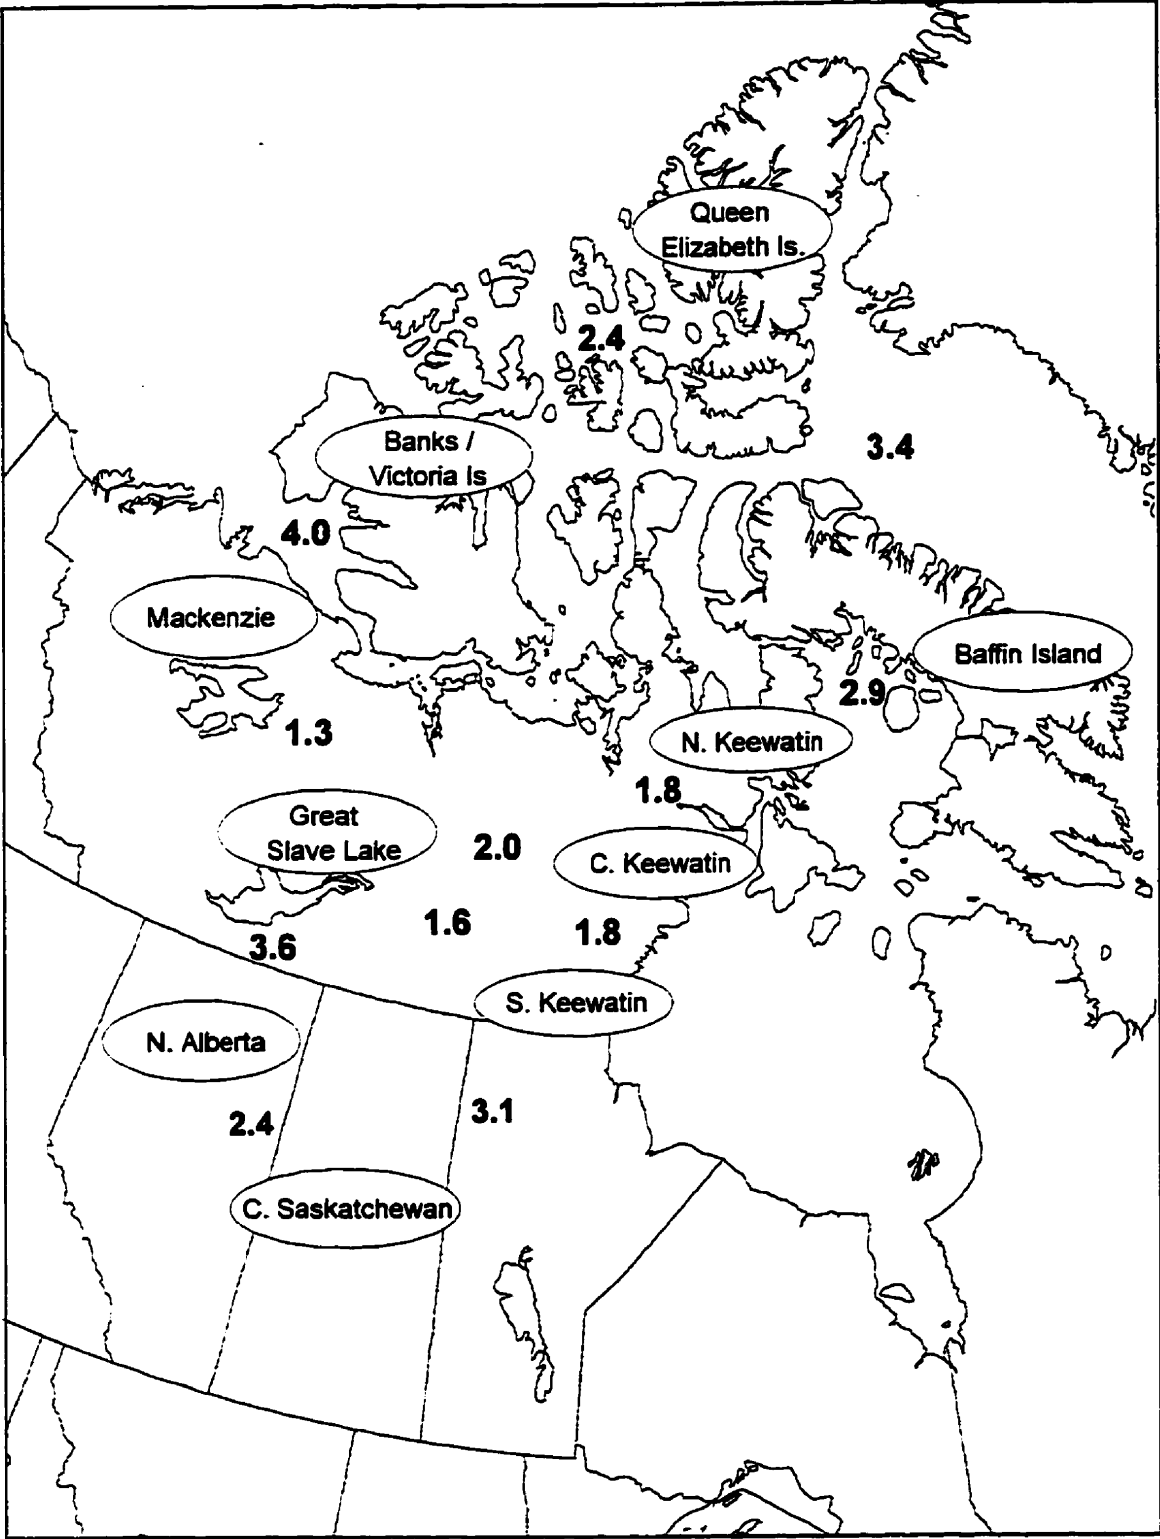 Queen
Elizabeth Is.
2.4
Banks /
Victoria Is
3.4
4.0
Mackenzie
Baffin Island
2.9
1.3
N. Keewatin
1.8
Great
Slave Lake
2.0
C. Keewatin
1.6
1.8
3.6
S. Keewatin
N. Alberta
2.4
3.1
C. Saskatchewan